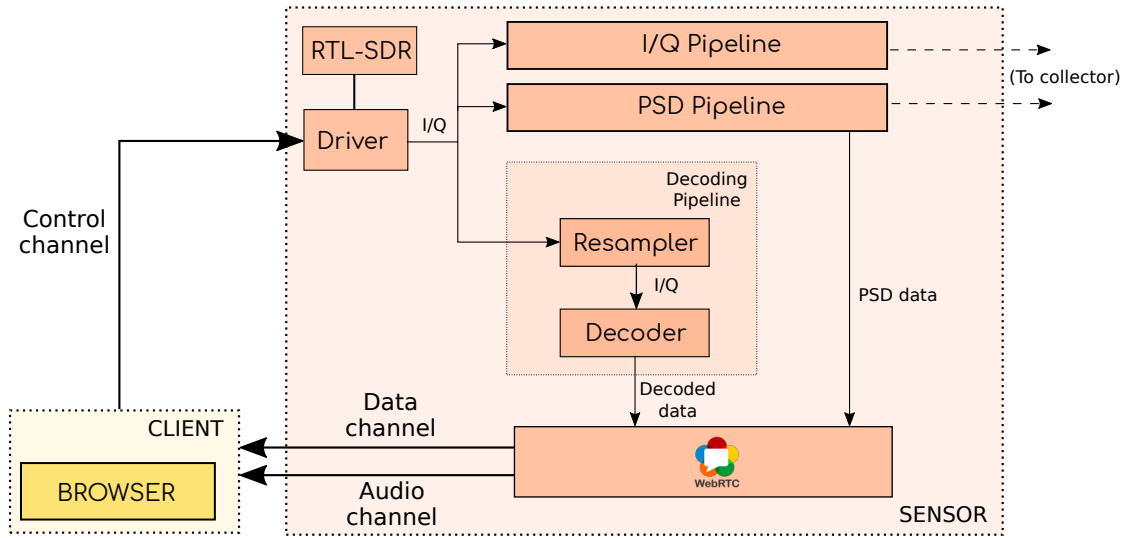 RTL-SDR
I/Q Pipeline
(To collector)
PSD Pipeline
I/Q
Driver
Decoding
Pipeline
Control
channel
Resampler
I/Q
PSD data
Decoder
Decoded
data
Data
channel
CLIENT
BROWSER
WebRTC
Audio
channel
SENSOR